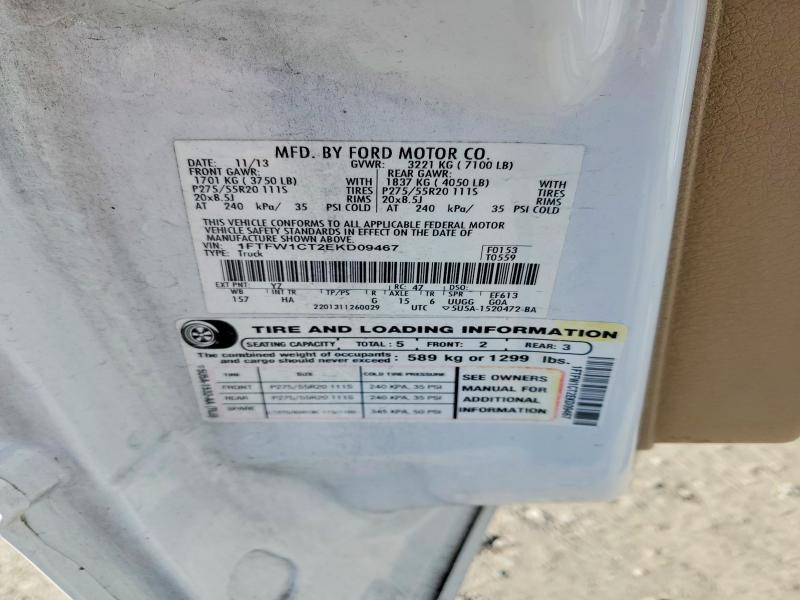 MFD. BY FORD MOTOR CO.
DATE: 11/13 GVWR: 3221 KG ( 7100 LB)
FRONT GAWR: REAR GAWR:
1701 KG ( 3750 LB) WITH 1837 KG ( 4050 LB) WITH
P275/55R20 111S TIRES P275/55R20 111S TIRES
20x8.5J RIMS 20x8.5J RIMS
AT 240 kPa/ 35 PSI COLD AT 240 kPa/ 35 PSI COLD
THIS VEHICLE CONFORMS TO ALL APPLICABLE FEDERAL MOTOR
VEHICLE SAFETY STANDARDS IN EFFECT ON THE DATE OF
MANUFACTURE SHOWN ABOVE.
VIN: 1FTFW1CT2EKD09467 F0153
TYPE: Truck T0559
EXT PNT: Y7 RC: 47 DSO:
WB INT TR TP/PS R AXLE TR SPR EF613
157 HA G 15 6 UUGG G0A
2201311260029 UTC 5U5A-1520472-BA
TIRE AND LOADING INFORMATION
SEATING CAPACITY TOTAL : 5 FRONT: 2 REAR: 3
The combined weight of occupants and cargo should never exceed : 589 kg or 1299 lbs.
TIRE SIZE COLD TIRE PRESSURE
FRONT P275/55R20 111S 240 KPA, 35 PSI
REAR P275/55R20 111S 240 KPA, 35 PSI
SPARE 345 KPA, 50 PSI
SEE OWNERS
MANUAL FOR
ADDITIONAL
INFORMATION
1FTFW1CT2EKD09467